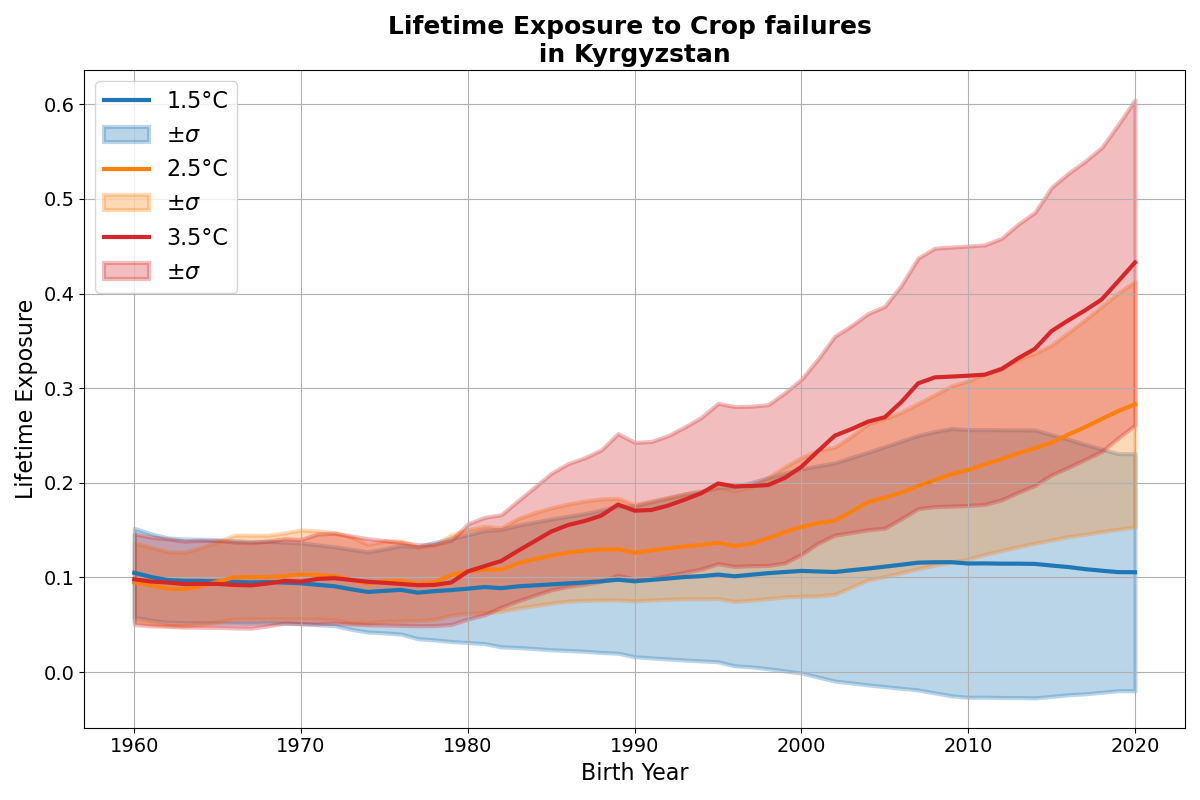 Lifetime Exposure to Crop failures
in Kyrgyzstan
1.5°C
±σ
2.5°C
±σ
3.5°C
±σ
Lifetime Exposure
0.6
0.5
0.4
0.3
0.2
0.1
0.0
1960 1970 1980 1990 2000 2010 2020
Birth Year